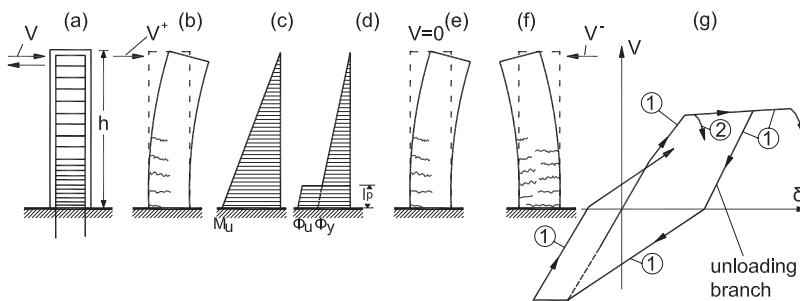 (a) (b) (c) (d) (e) (f) (g)
V V⁺ V=0 V⁻ V
h
1 2 1
1
lp
δ
Mu Φu Φy
1
1
unloading
branch